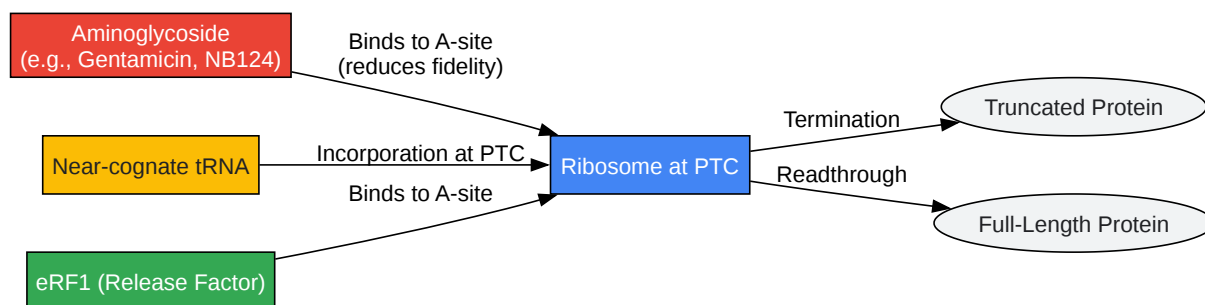 Aminoglycoside
(e.g., Gentamicin, NB124)
Binds to A-site
(reduces fidelity)
Near-cognate tRNA
Incorporation at PTC
Binds to A-site
eRF1 (Release Factor)
Ribosome at PTC
Termination
Readthrough
Truncated Protein
Full-Length Protein